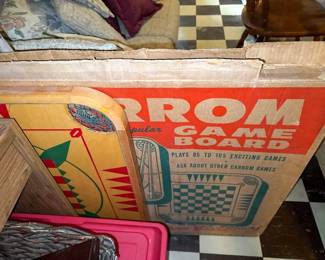 RROM
pular GAME
BOARD
PLAYS 85 TO 105 EXCITING GAMES
ASK ABOUT OTHER CARROM GAMES